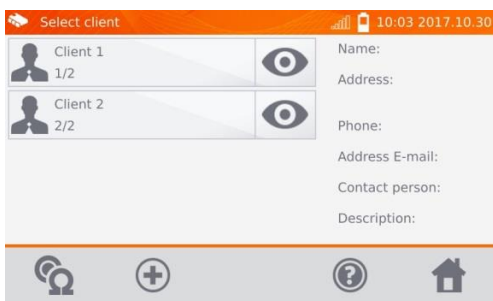 Select client
10:03 2017.10.30
Client 1
1/2
Client 2
2/2
Name:
Address:
Phone:
Address E-mail:
Contact person:
Description: